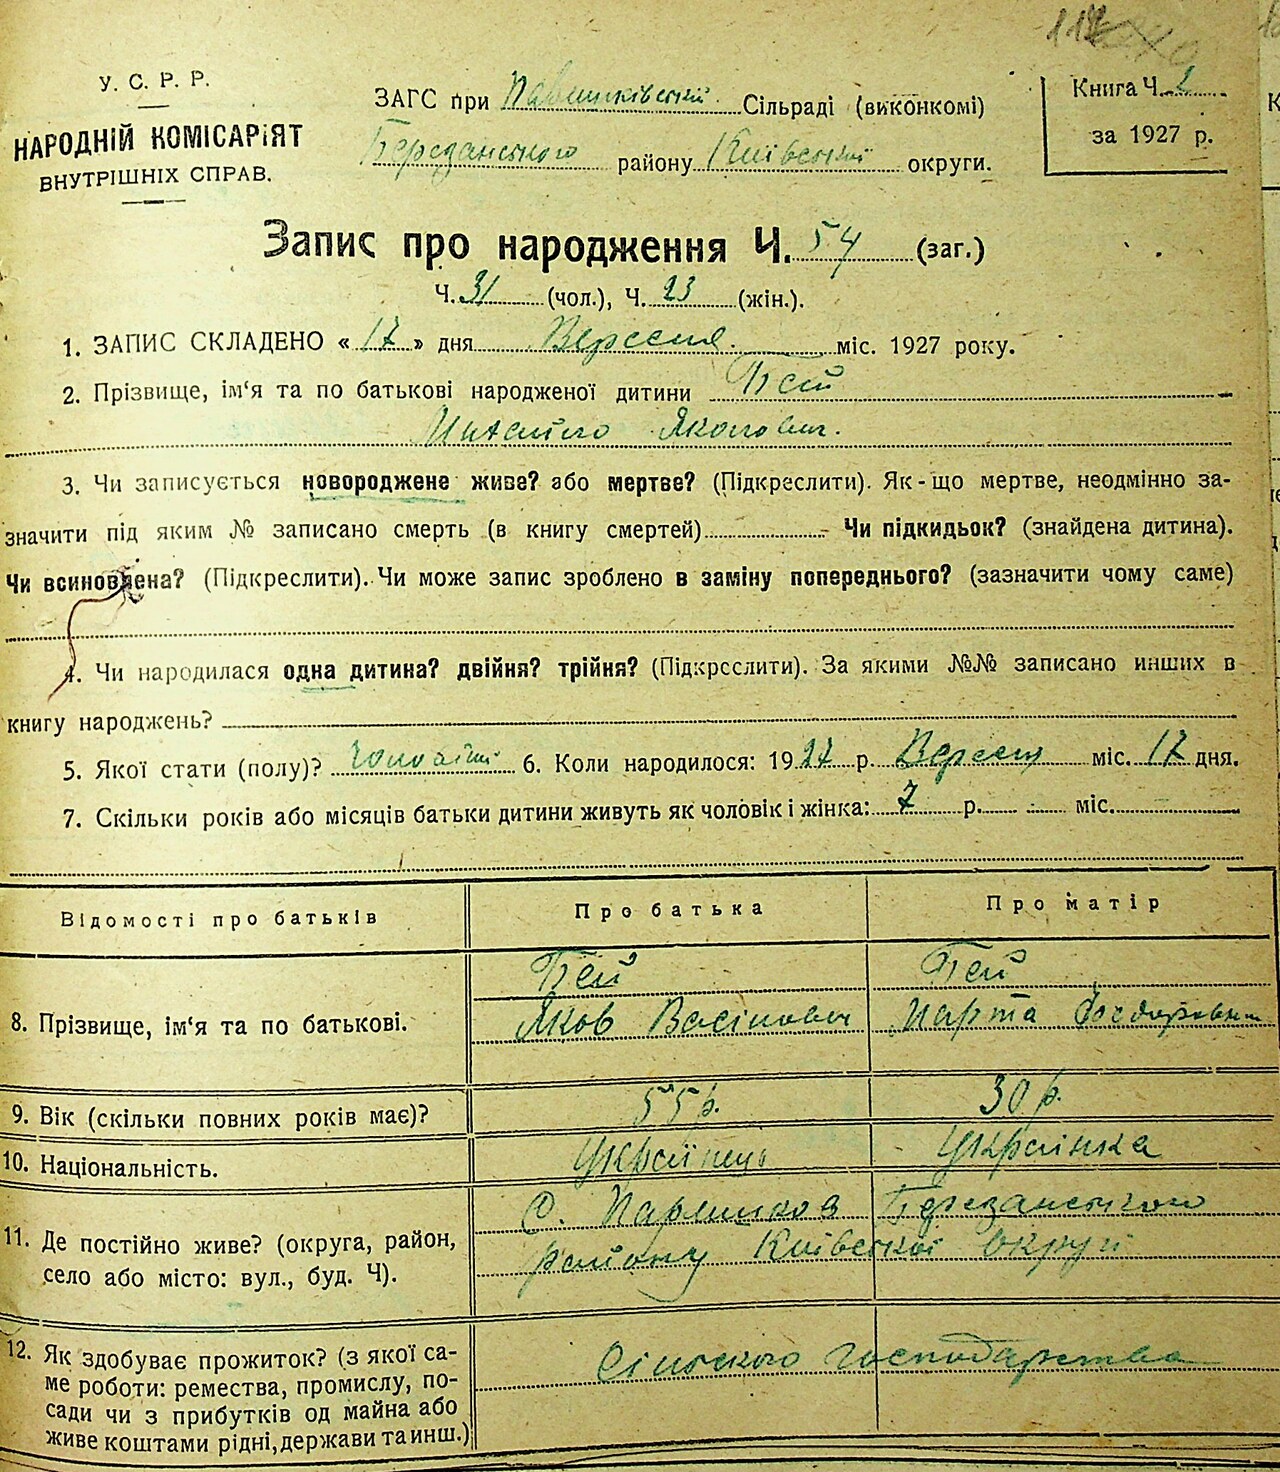 У. С. Р. Р.
НАРОДНІЙ КОМІСАРІЯТ
ВНУТРІШНІХ СПРАВ.
ЗАГС при Сільраді (виконкомі)
Березанського району Київської округи.
Книга Ч. 2
за 1927 р.
Запис про народження Ч. 54 (заг.)
Ч. 31 (чол.), Ч. 23 (жін.).
1. ЗАПИС СКЛАДЕНО « 17 » дня Вересня міс. 1927 року.
2. Прізвище, ім'я та по батькові народженої дитини Бей
Михайло Якович.
3. Чи записується новороджене живе? або мертве? (Підкреслити). Як-що мертве, неодмінно за-
значити під яким № записано смерть (в книгу смертей) Чи підкидьок? (знайдена дитина).
Чи всиновлена? (Підкреслити). Чи може запис зроблено в заміну попереднього? (зазначити чому саме)
4. Чи народилася одна дитина? двійня? трійня? (Підкреслити). За якими №№ записано инших в
книгу народжень?
5. Якої стати (полу)? 6. Коли народилося: 1927 р. Вересня міс. 17 дня.
7. Скільки років або місяців батьки дитини живуть як чоловік і жінка: 7 р. міс.
Відомості про батьків Про батька Про матір
Бей Бей
8. Прізвище, ім'я та по батькові. Яков Марта
9. Вік (скільки повних років має)? 55 р. 30 р.
10. Національність. Українець Українка
С. Паришков Березанського
11. Де постійно живе? (округа, район, району Київської округи
село або місто: вул., буд. Ч).
12. Як здобуває прожиток? (з якої са- Сільского господарства
ме роботи: ремества, промислу, по-
сади чи з прибутків од майна або
живе коштами рідні, держави та инш.)